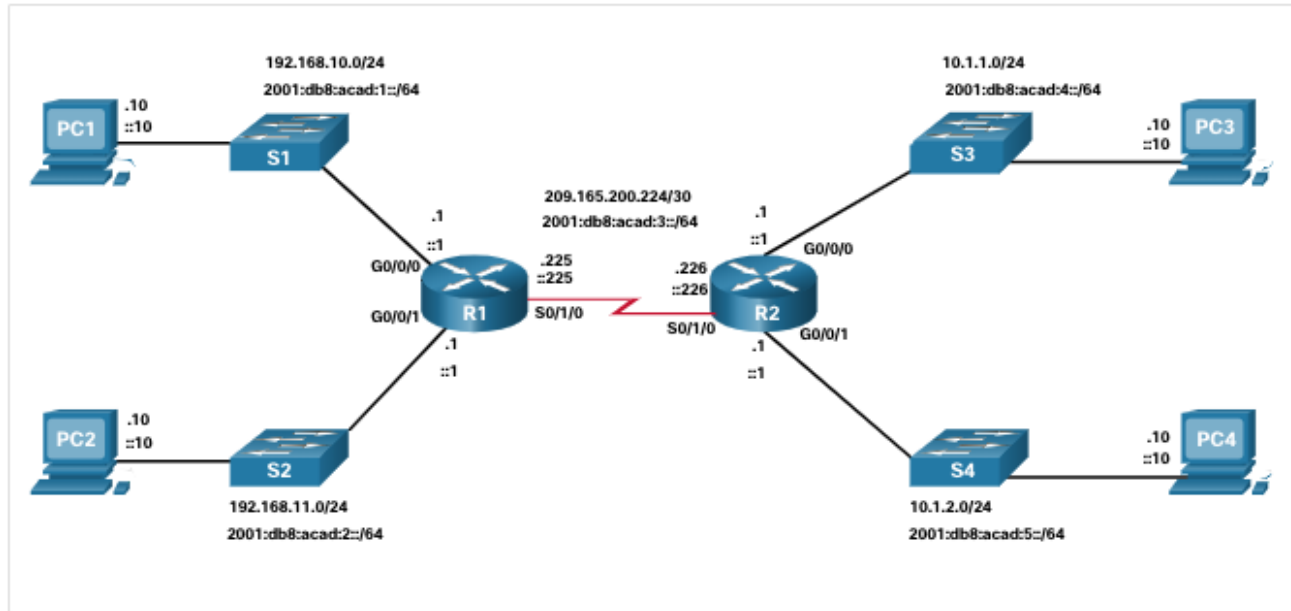 192.168.10.0/24
2001:db8:acad:1::/64
10.1.1.0/24
2001:db8:acad:4::/64
PC1
.10
::10
S1
S3
.10
::10
PC3
209.165.200.224/30
2001:db8:acad:3::/64
.1
::1
G0/0/0
.1
::1
G0/0/0
.225
::225
.226
::226
G0/0/1
R1
S0/1/0
S0/1/0
R2
G0/0/1
.1
::1
.1
::1
PC2
.10
::10
S2
S4
.10
::10
PC4
192.168.11.0/24
2001:db8:acad:2::/64
10.1.2.0/24
2001:db8:acad:5::/64